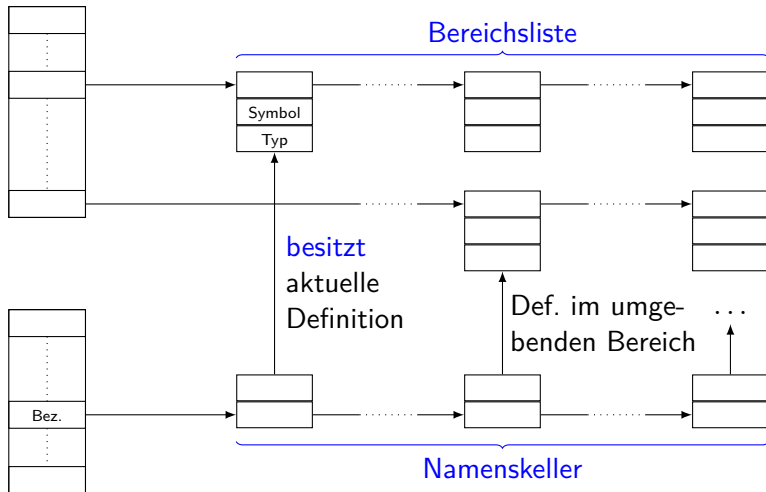 Bereichsliste
Symbol
Typ
besitzt
aktuelle
Definition
Def. im umge-
benden Bereich
...
Bez.
Namenskeller